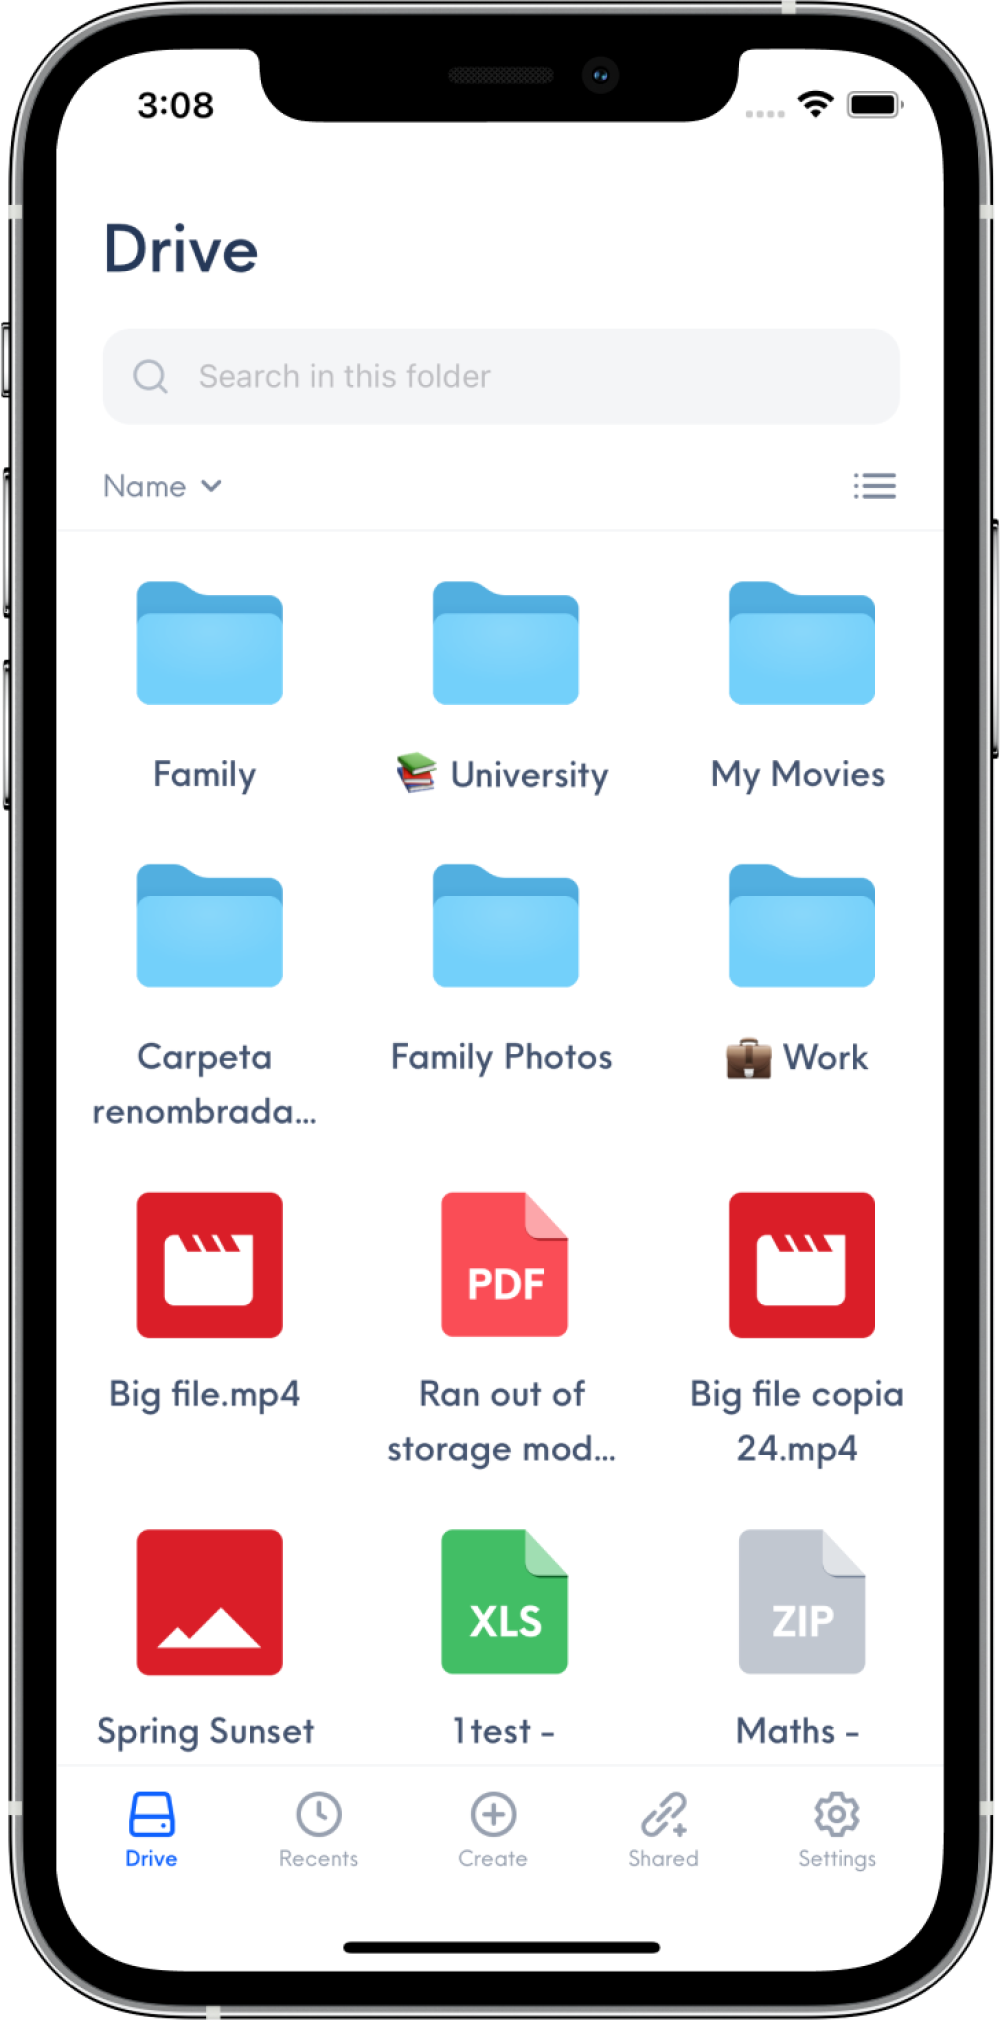 3:08
Drive
Search in this folder
Name
Family
📚 University
My Movies
Carpeta
renombrada...
Family Photos
💼 Work
Big file.mp4
PDF
Ran out of
storage mod...
Big file copia
24.mp4
Spring Sunset
XLS
1test -
ZIP
Maths -
Drive
Recents
Create
Shared
Settings